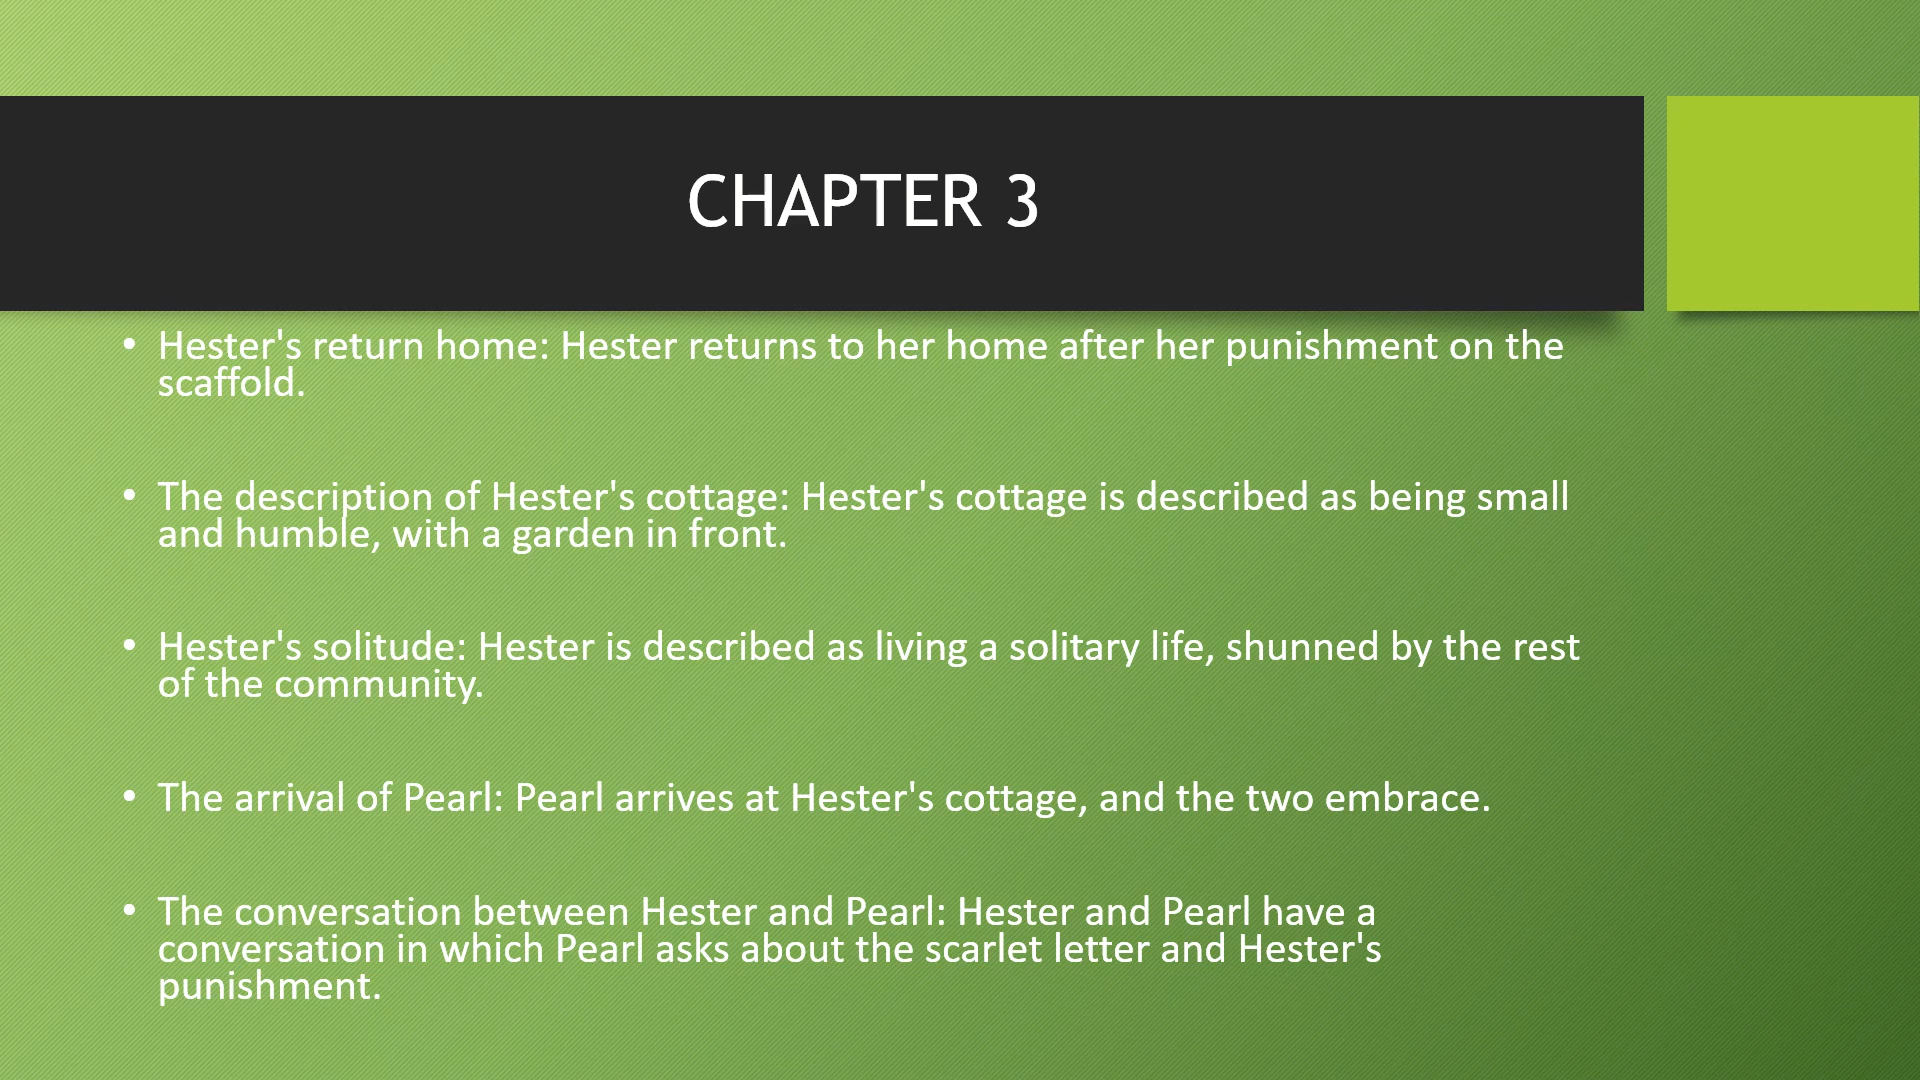 CHAPTER 3
• Hester's return home: Hester returns to her home after her punishment on the
scaffold.
• The description of Hester's cottage: Hester's cottage is described as being small
and humble, with a garden in front.
• Hester's solitude: Hester is described as living a solitary life, shunned by the rest
of the community.
• The arrival of Pearl: Pearl arrives at Hester's cottage, and the two embrace.
• The conversation between Hester and Pearl: Hester and Pearl have a
conversation in which Pearl asks about the scarlet letter and Hester's
punishment.